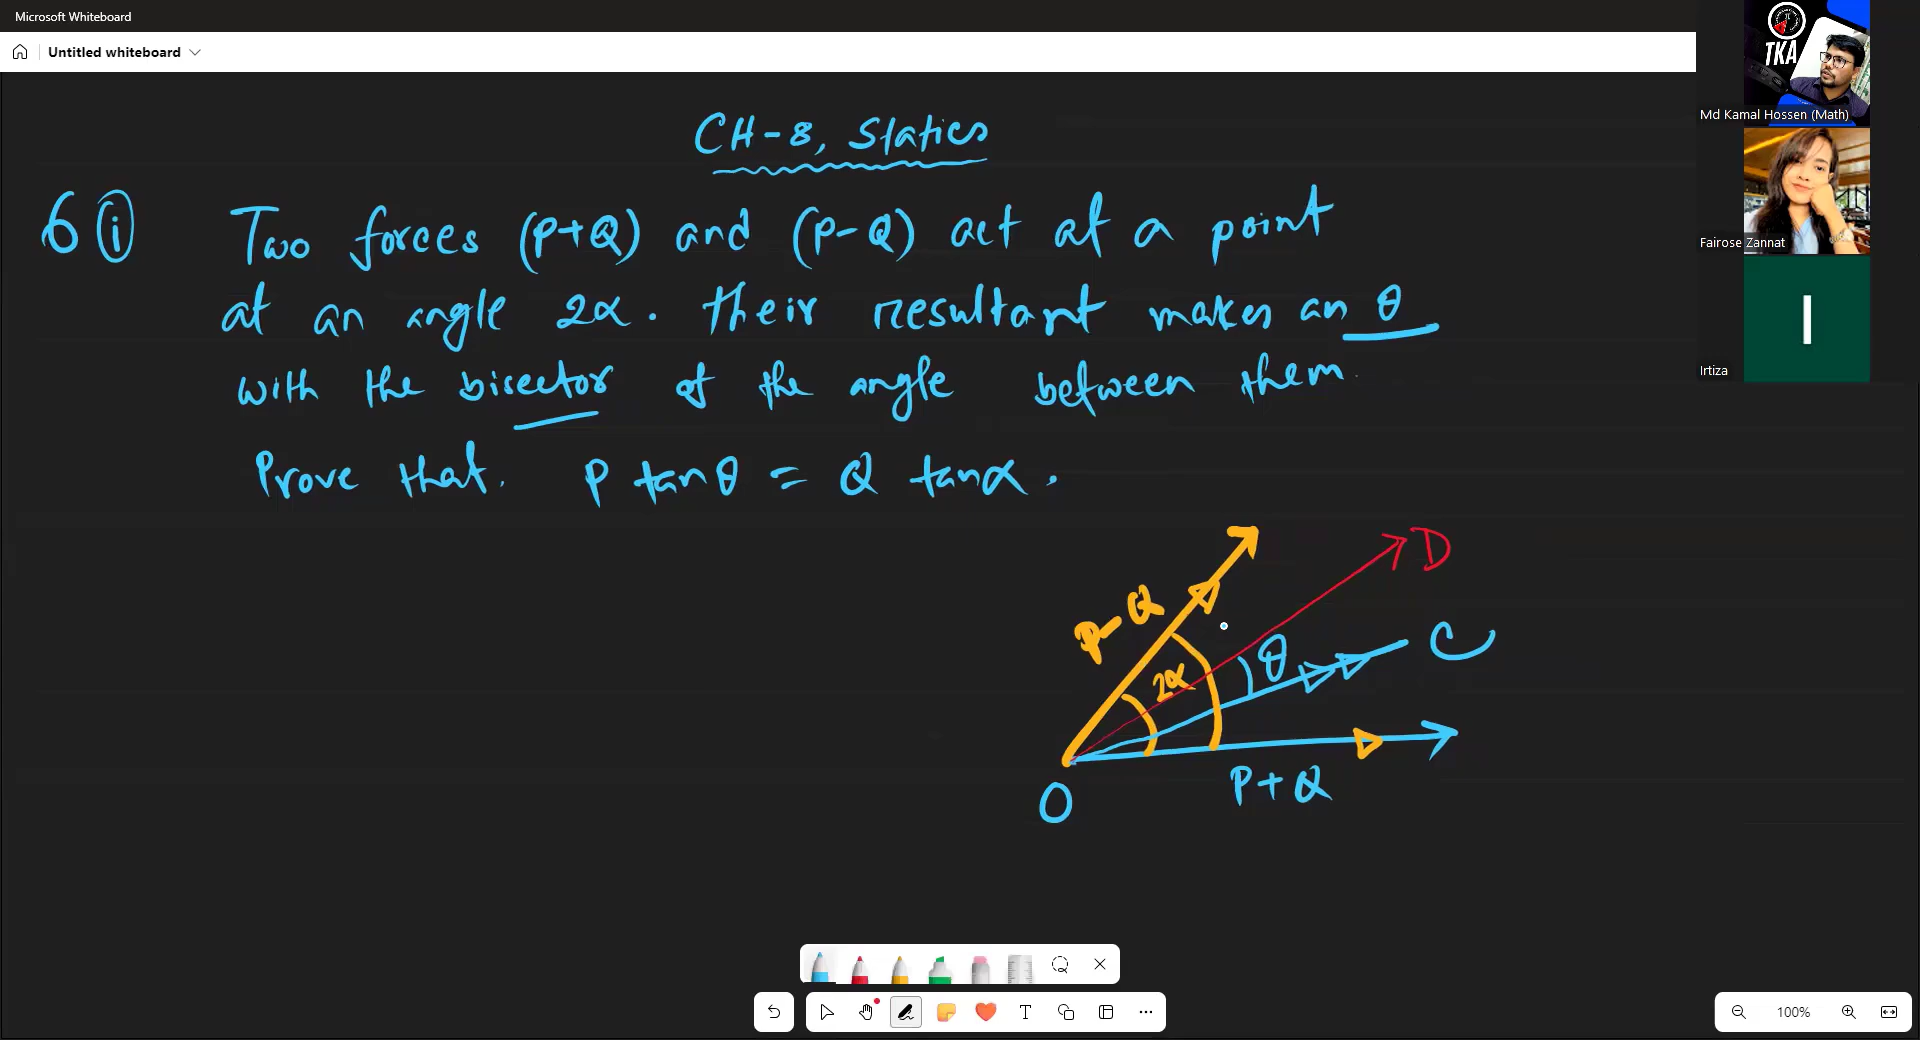 Microsoft Whiteboard
Untitled whiteboard
TKA
Md Kamal Hossen (Math)
Fairose Zannat
I
Irtiza
CH-8, Statics
6 (i) Two forces (P+Q) and (P-Q) act at a point
at an angle 2α. Their resultant makes an θ
with the bisector of the angle between them.
Prove that. P tanθ = Q tanα.
D
P-Q
C
θ
2α
P+Q
O
T
100%